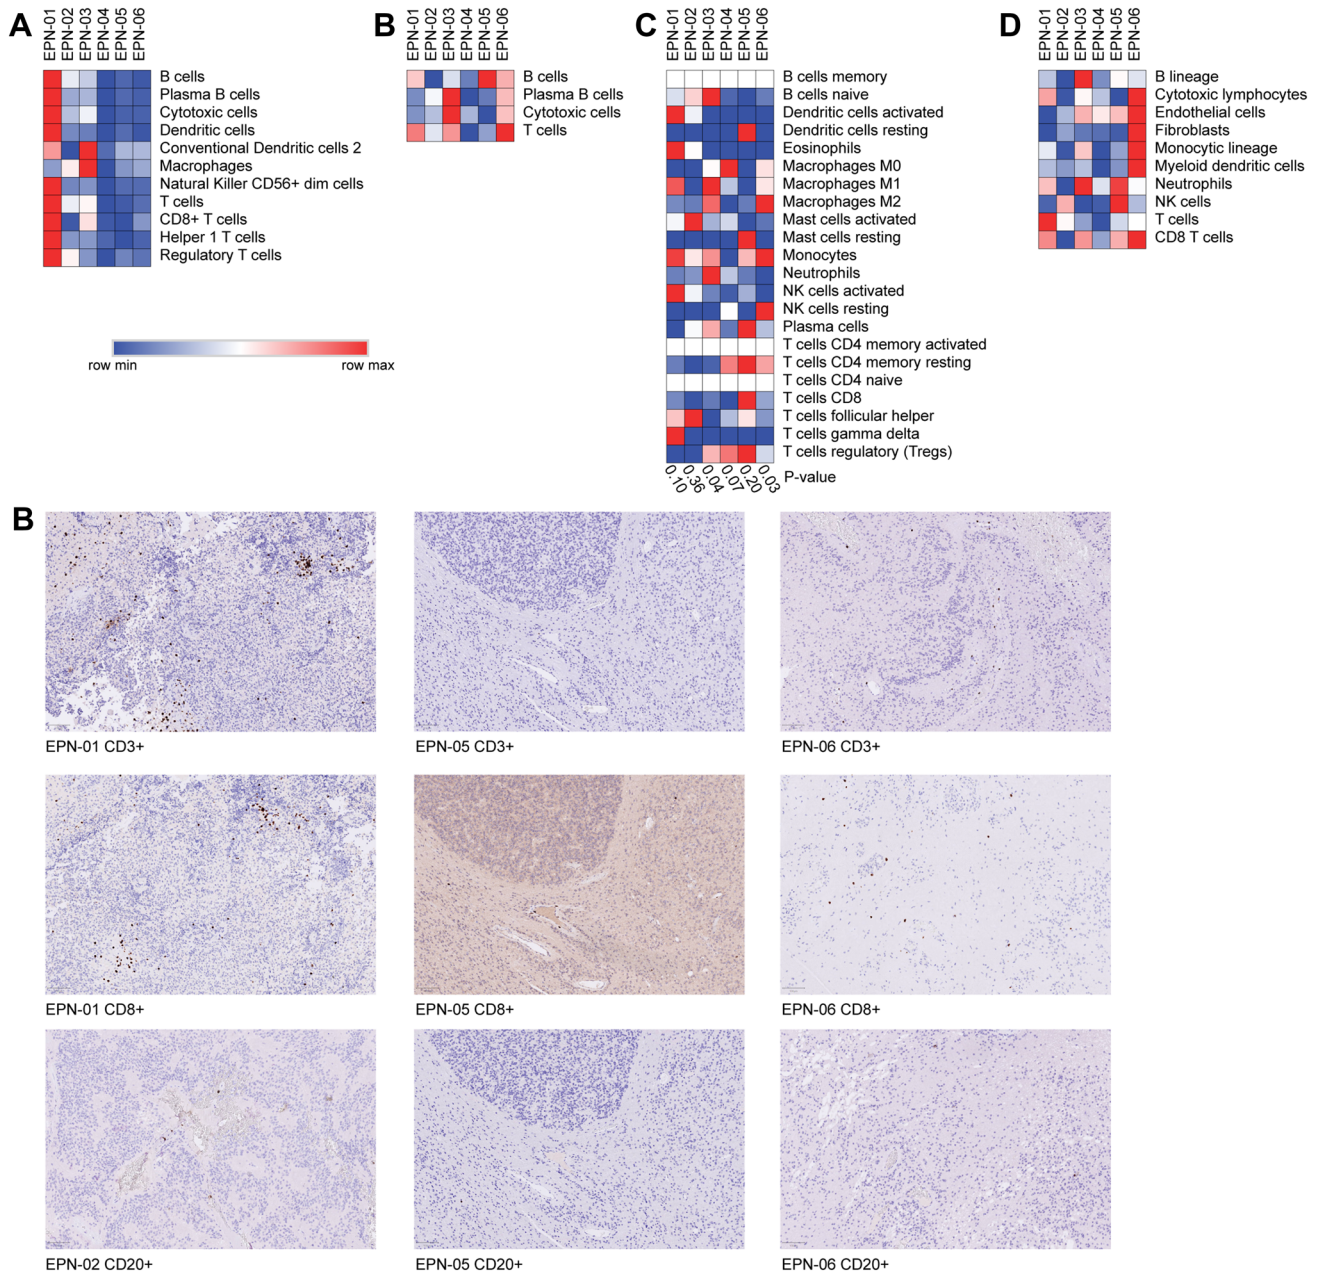 A
EPN-01
EPN-02
EPN-03
EPN-04
EPN-05
EPN-06
B cells
Plasma B cells
Cytotoxic cells
Dendritic cells
Conventional Dendritic cells 2
Macrophages
Natural Killer CD56+ dim cells
T cells
CD8+ T cells
Helper 1 T cells
Regulatory T cells
row min
row max
B
EPN-01
EPN-02
EPN-03
EPN-04
EPN-05
EPN-06
B cells
Plasma B cells
Cytotoxic cells
T cells
C
EPN-01
EPN-02
EPN-03
EPN-04
EPN-05
EPN-06
B cells memory
B cells naive
Dendritic cells activated
Dendritic cells resting
Eosinophils
Macrophages M0
Macrophages M1
Macrophages M2
Mast cells activated
Mast cells resting
Monocytes
Neutrophils
NK cells activated
NK cells resting
Plasma cells
T cells CD4 memory activated
T cells CD4 memory resting
T cells CD4 naive
T cells CD8
T cells follicular helper
T cells gamma delta
T cells regulatory (Tregs)
0.10
0.36
0.04
0.07
0.20
0.03
P-value
D
EPN-01
EPN-02
EPN-03
EPN-04
EPN-05
EPN-06
B lineage
Cytotoxic lymphocytes
Endothelial cells
Fibroblasts
Monocytic lineage
Myeloid dendritic cells
Neutrophils
NK cells
T cells
CD8 T cells
B
EPN-01 CD3+
EPN-05 CD3+
EPN-06 CD3+
EPN-01 CD8+
EPN-05 CD8+
EPN-06 CD8+
EPN-02 CD20+
EPN-05 CD20+
EPN-06 CD20+